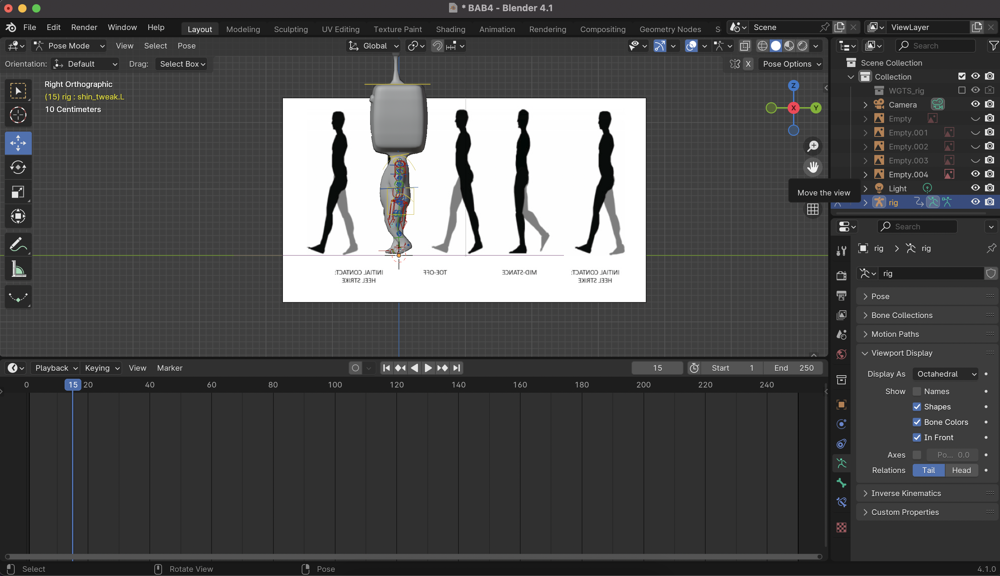 * BAB4 - Blender 4.1
File Edit Render Window Help
Layout Modeling Sculpting UV Editing Texture Paint Shading Animation Rendering Compositing Geometry Nodes
Scene
ViewLayer
Pose Mode View Select Pose
Global
Search
Orientation: Default Drag: Select Box
X Pose Options
Right Orthographic
(15) rig : shin_tweak.L
10 Centimeters
Z
X
Y
Scene Collection
Collection
WGTS_rig
Camera
Empty
Empty.001
Empty.002
Empty.003
Empty.004
Light
rig
Move the view
INITIAL CONTACT:
HEEL STRIKE
TOE-OFF
MID-STANCE
INITIAL CONTACT:
HEEL STRIKE
Search
rig > rig
rig
Pose
Bone Collections
Motion Paths
Viewport Display
Display As Octahedral
Show Names
Shapes
Bone Colors
In Front
Axes Po... 0.0
Relations Tail Head
Inverse Kinematics
Custom Properties
Playback Keying View Marker
15 Start 1 End 250
0 15 20 40 60 80 100 120 140 160 180 200 220 240
Select Rotate View Pose
4.1.0